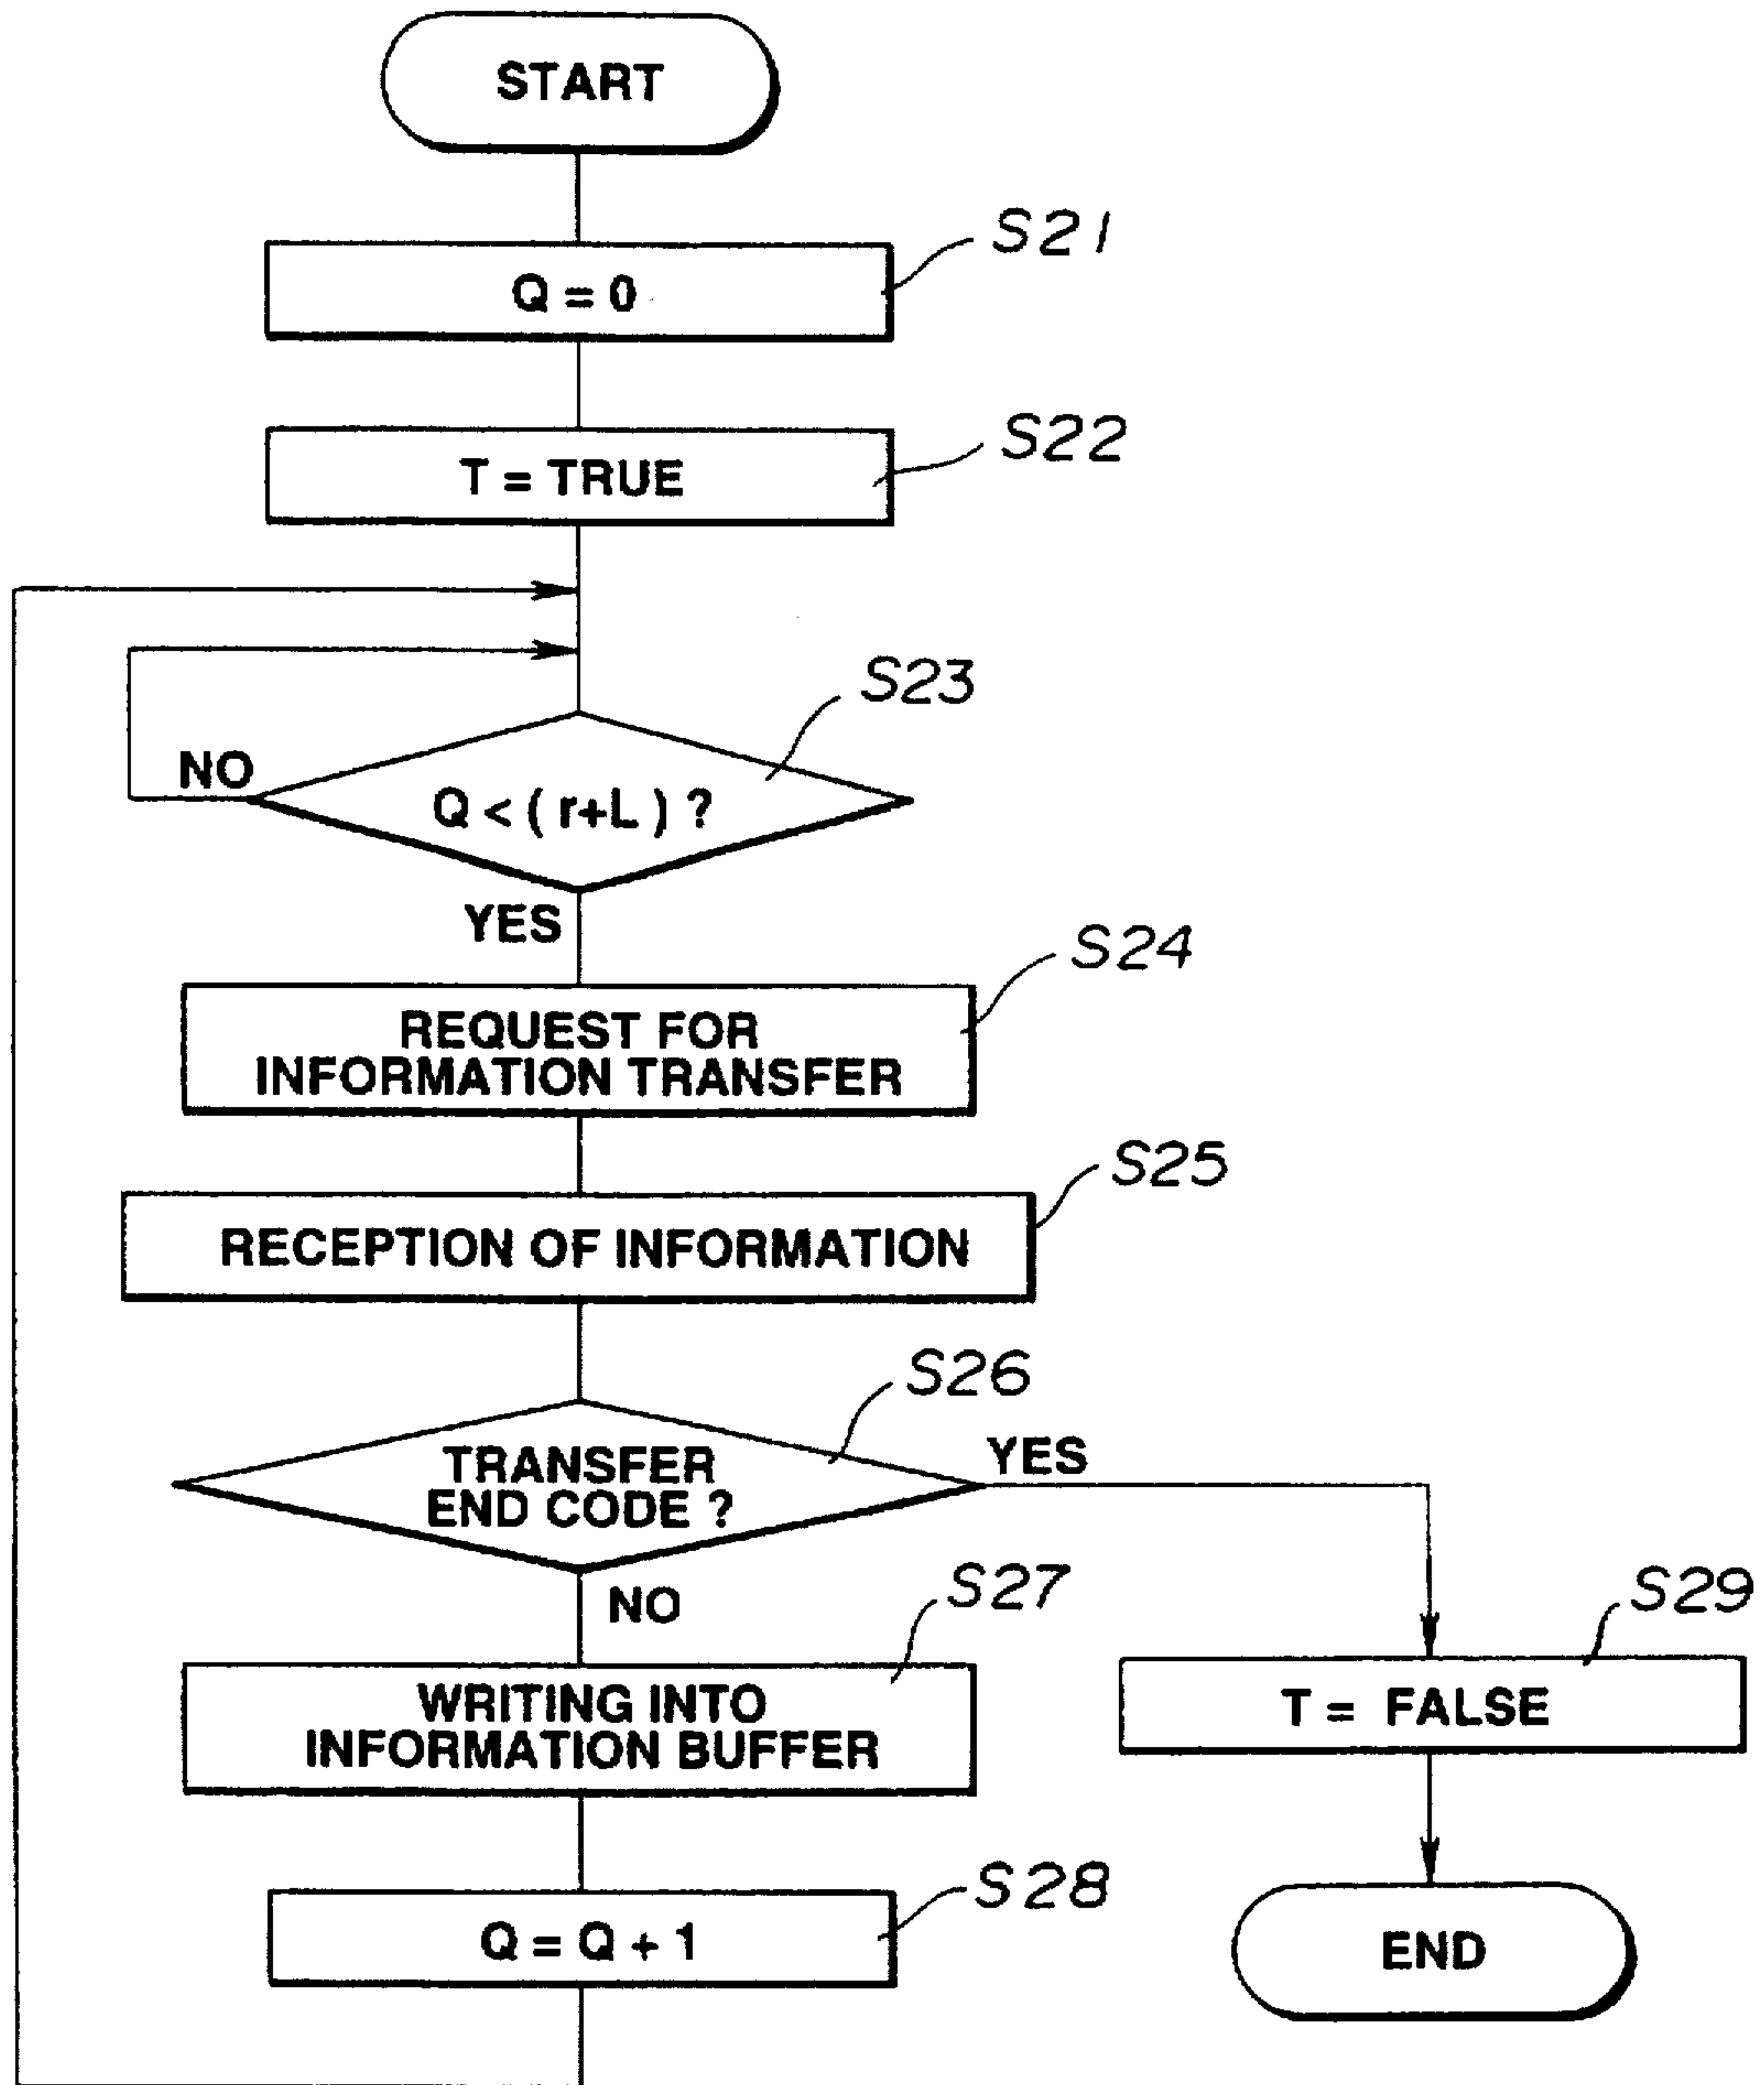 START
S21
Q = 0
S22
T = TRUE
S23
NO
Q < ( r+L ) ?
YES
S24
REQUEST FOR
INFORMATION TRANSFER
S25
RECEPTION OF INFORMATION
S26
TRANSFER
END CODE ?
YES
NO
S27
WRITING INTO
INFORMATION BUFFER
S29
T = FALSE
S28
Q = Q + 1
END